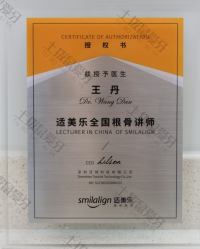 CERTIFICATE OF AUTHORIZATION
授 权 书
兹授予医生
王 丹
Dr. Wang Dan
适美乐全国根骨讲师
LECTURER IN CHINA OF SMILALIGN
CEO
smilalign 适美乐